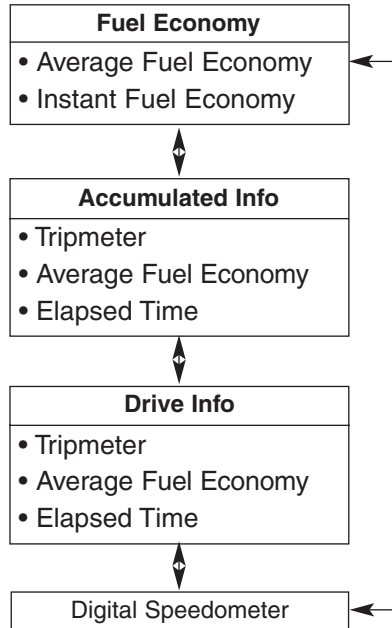 Fuel Economy
• Average Fuel Economy
• Instant Fuel Economy
Accumulated Info
• Tripmeter
• Average Fuel Economy
• Elapsed Time
Drive Info
• Tripmeter
• Average Fuel Economy
• Elapsed Time
Digital Speedometer